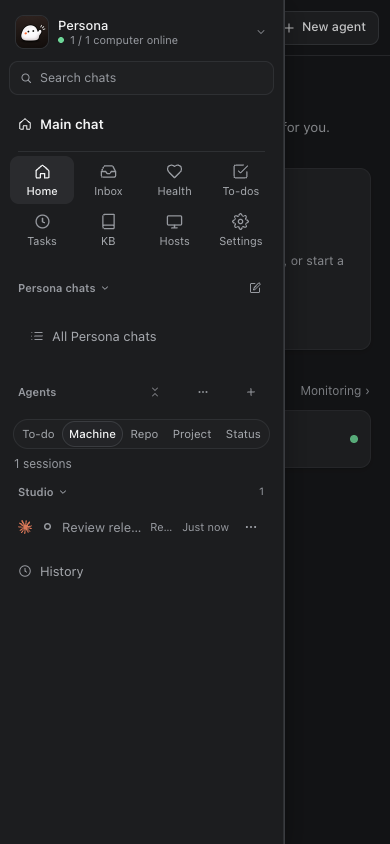 Persona
1 / 1 computer online
New agent
Search chats
for you.
Main chat
Home
Inbox
Health
To-dos
Tasks
KB
Hosts
Settings
, or start a
Persona chats
All Persona chats
Agents
Monitoring ›
To-do
Machine
Repo
Project
Status
1 sessions
Studio
1
Review rele... Re... Just now
History